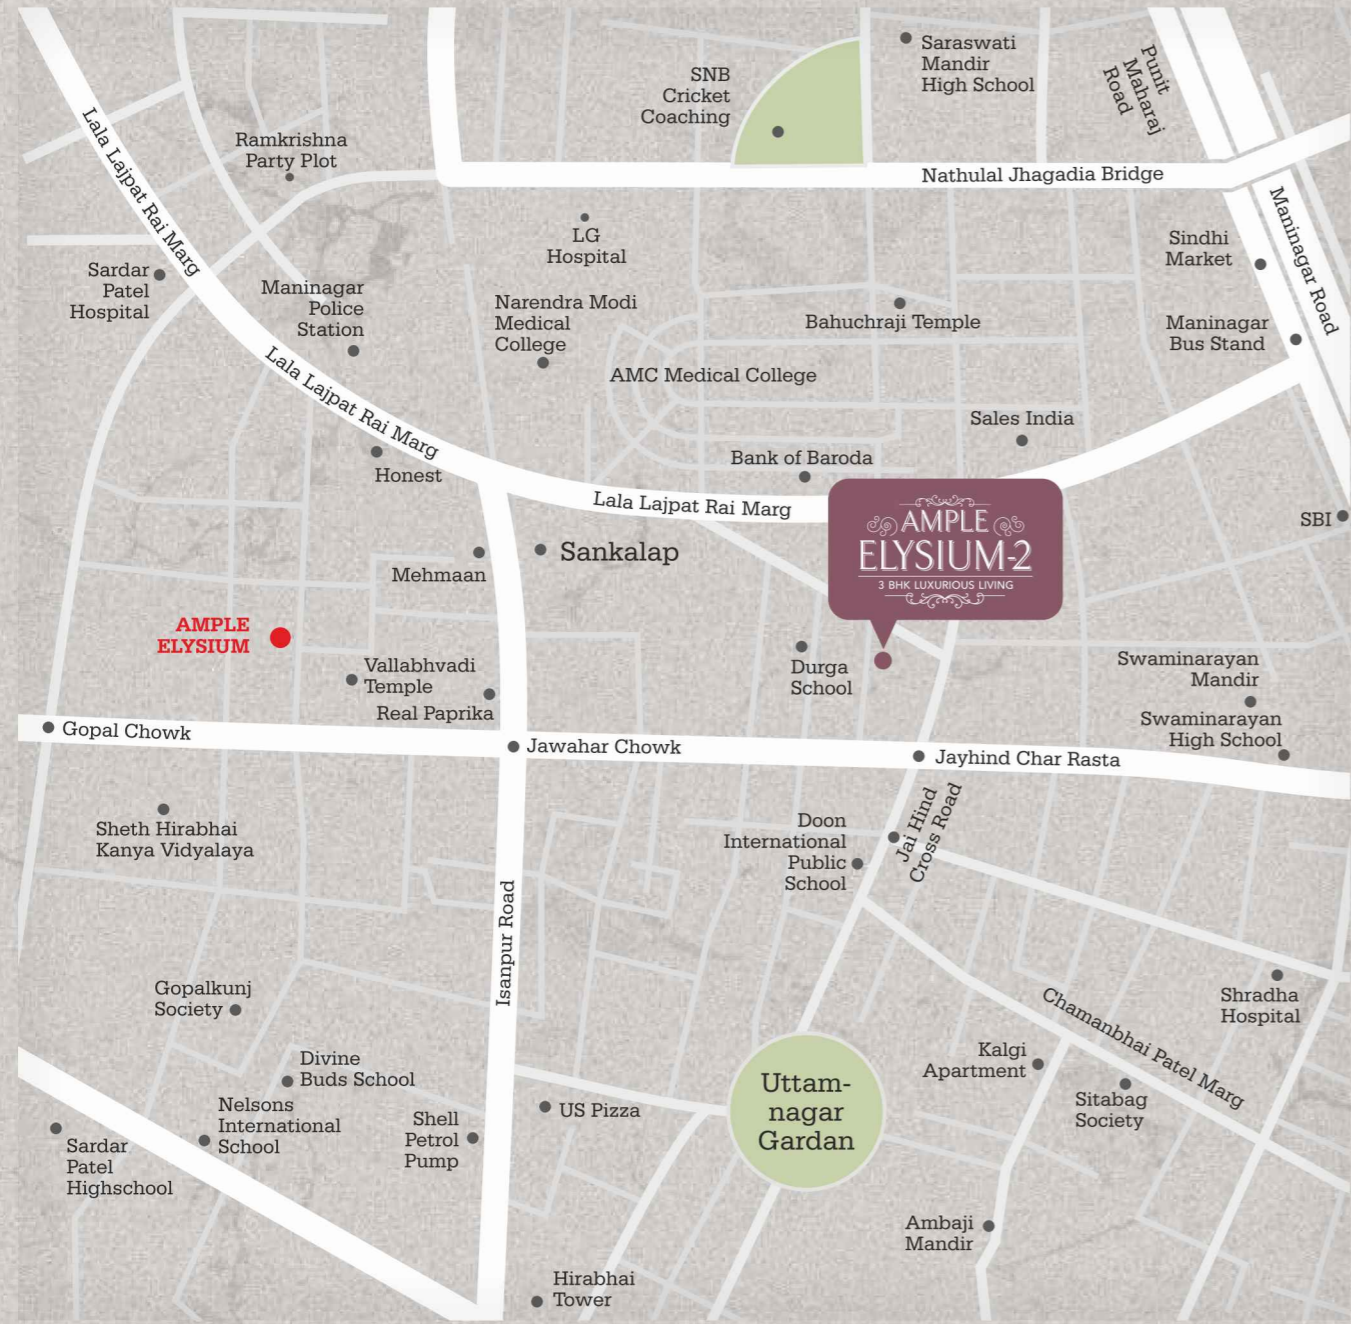 Saraswati
Mandir
High School
SNB
Cricket
Coaching
Punit
Maharaj
Road
Lala Lajpat Rai Marg
Ramkrishna
Party Plot
Nathulal Jhagadia Bridge
Maninagar Road
LG
Hospital
Sindhi
Market
Sardar
Patel
Hospital
Maninagar
Police
Station
Narendra Modi
Medical
College
Bahuchraji Temple
Maninagar
Bus Stand
Lala Lajpat Rai Marg
AMC Medical College
Sales India
Honest
Bank of Baroda
Lala Lajpat Rai Marg
SBI
AMPLE
ELYSIUM-2
3 BHK LUXURIOUS LIVING
Sankalap
Mehmaan
AMPLE
ELYSIUM
Vallabhvadi
Temple
Real Paprika
Durga
School
Swaminarayan
Mandir
Swaminarayan
High School
Gopal Chowk
Jawahar Chowk
Jayhind Char Rasta
Sheth Hirabhai
Kanya Vidyalaya
Doon
International
Public
School
Jai Hind
Cross Road
Isanpur Road
Gopalkunj
Society
Shradha
Hospital
Chamanbhai Patel Marg
Divine
Buds School
Kalgi
Apartment
Sitabag
Society
Uttam-
nagar
Gardan
Nelsons
International
School
Shell
Petrol
Pump
US Pizza
Sardar
Patel
Highschool
Ambaji
Mandir
Hirabhai
Tower